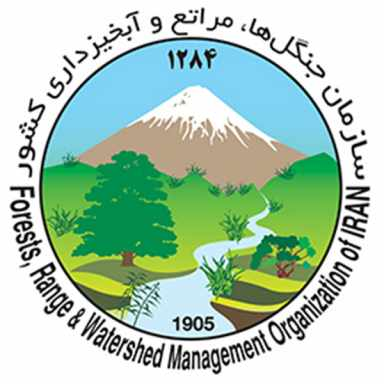 سازمان جنگل‌ها، مراتع و آبخیزداری کشور
۱۲۸۴
1905
Forests, Range & Watershed Management Organization of IRAN